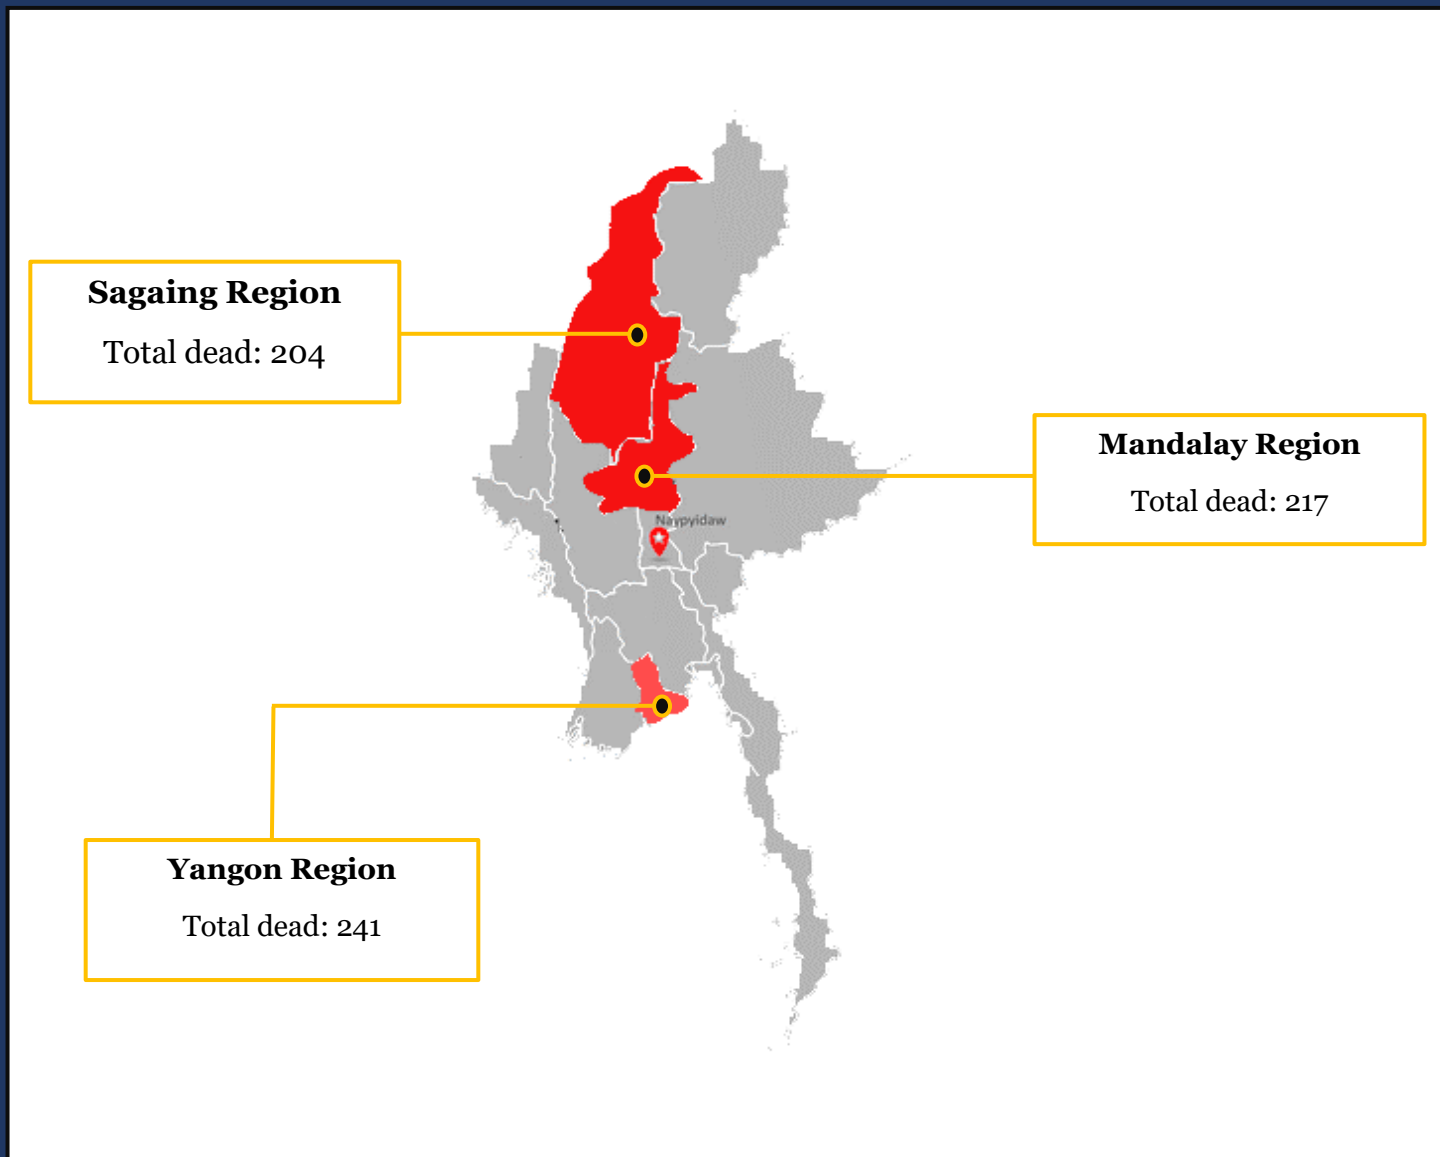 Sagaing Region
Total dead: 204
Mandalay Region
Total dead: 217
Naypyidaw
Yangon Region
Total dead: 241